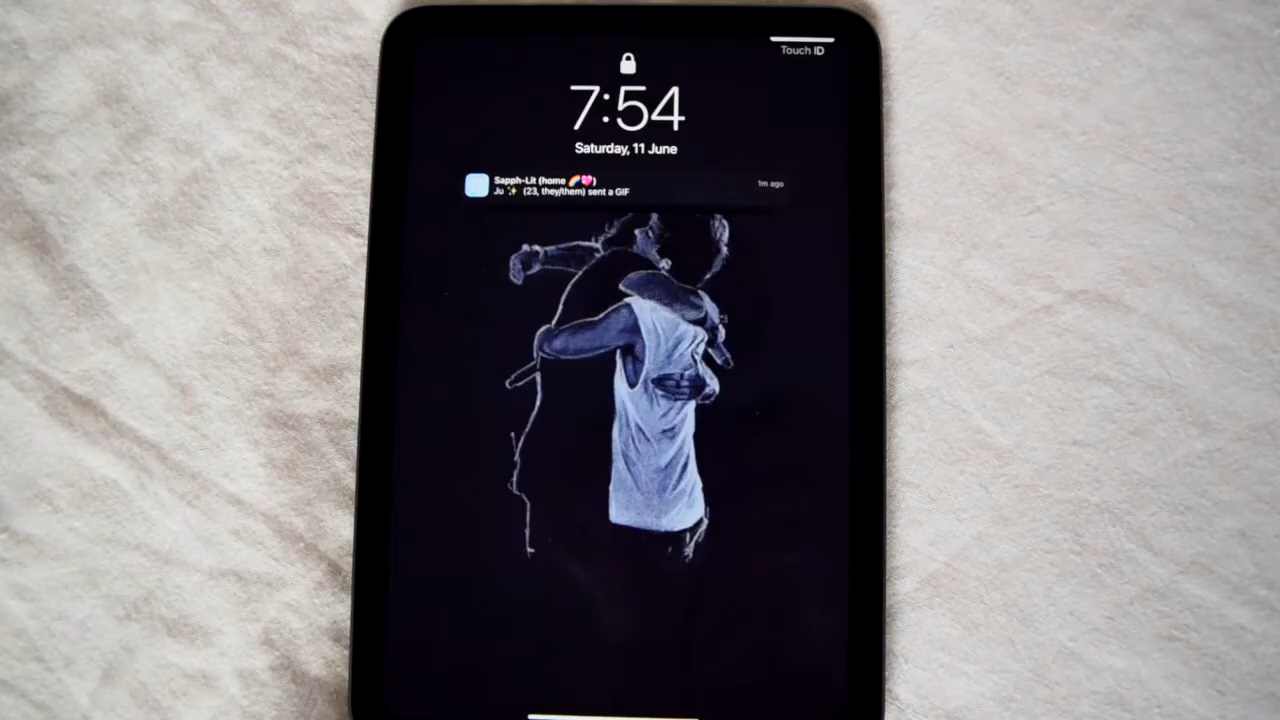 Touch ID
7:54
Saturday, 11 June
Sapph-Lit (home 🌈💖)
1m ago
Ju ✨ (23, they/them) sent a GIF